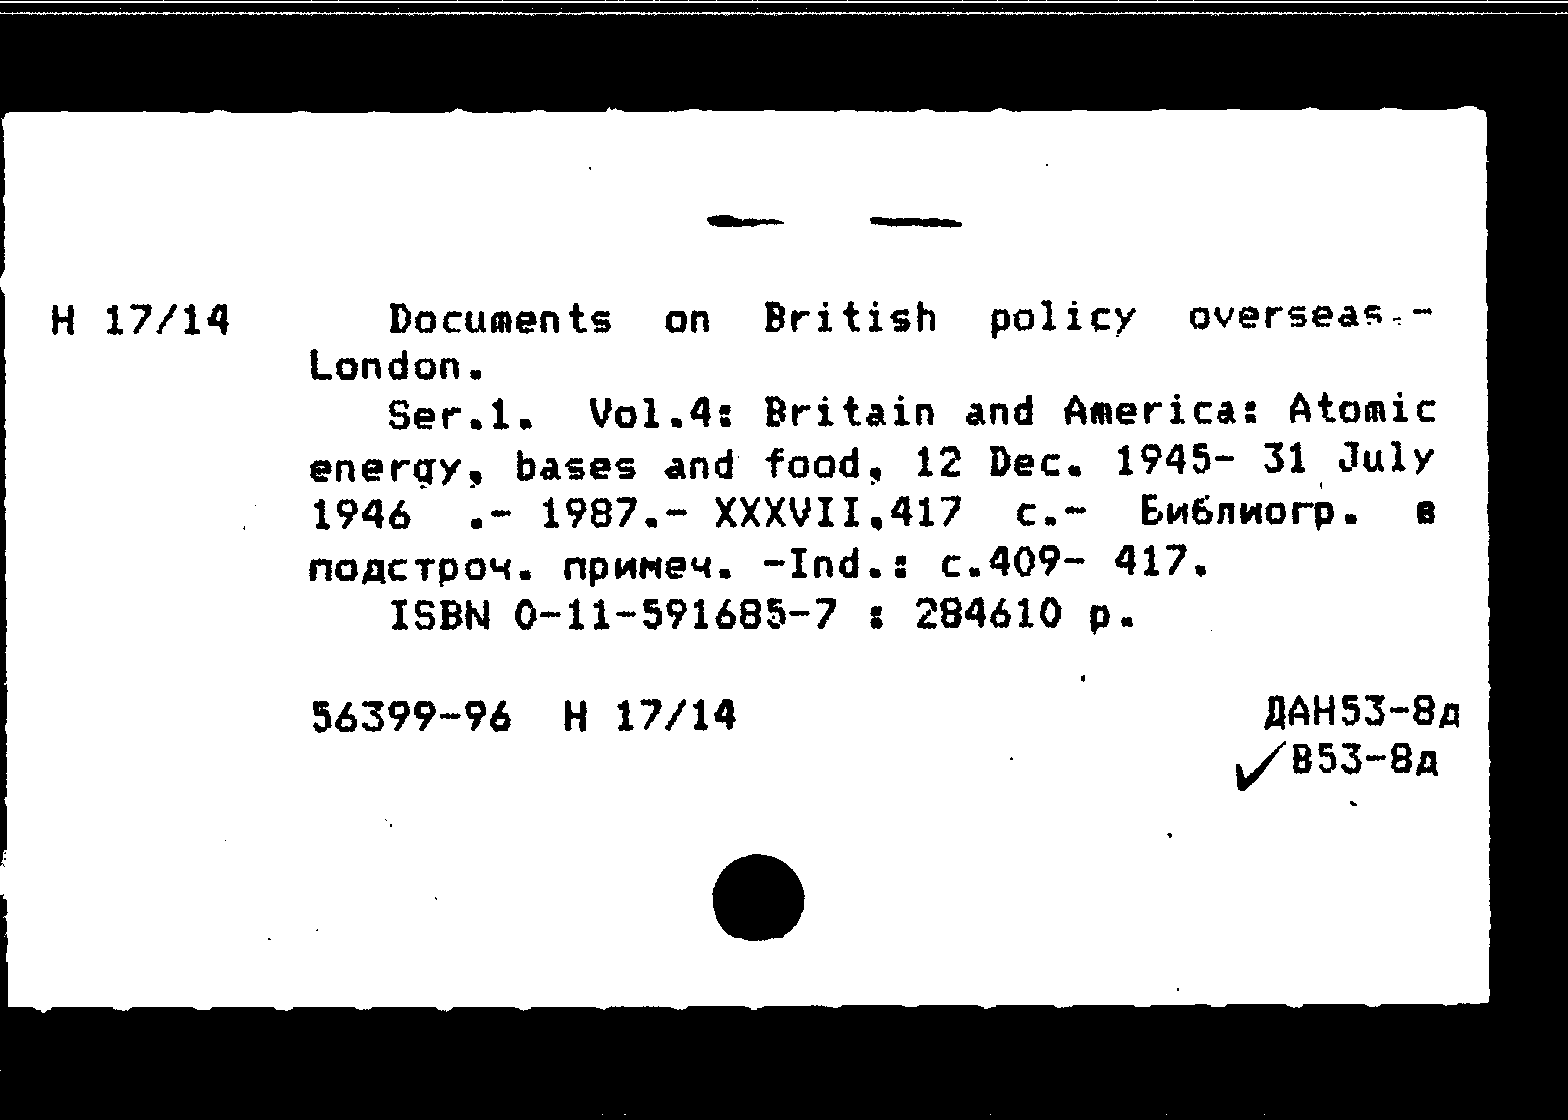 H 17/14 Documents on British policy overseas.-
London.
Ser.1. Vol.4: Britain and America: Atomic
energy, bases and food, 12 Dec. 1945- 31 July
1946 .- 1987.- XXXVII,417 с.- Библиогр. в
подстроч. примеч. -Ind.: с.409- 417.
ISBN 0-11-591685-7 : 284610 р.
56399-96 H 17/14 ДАН53-8д
✓В53-8д